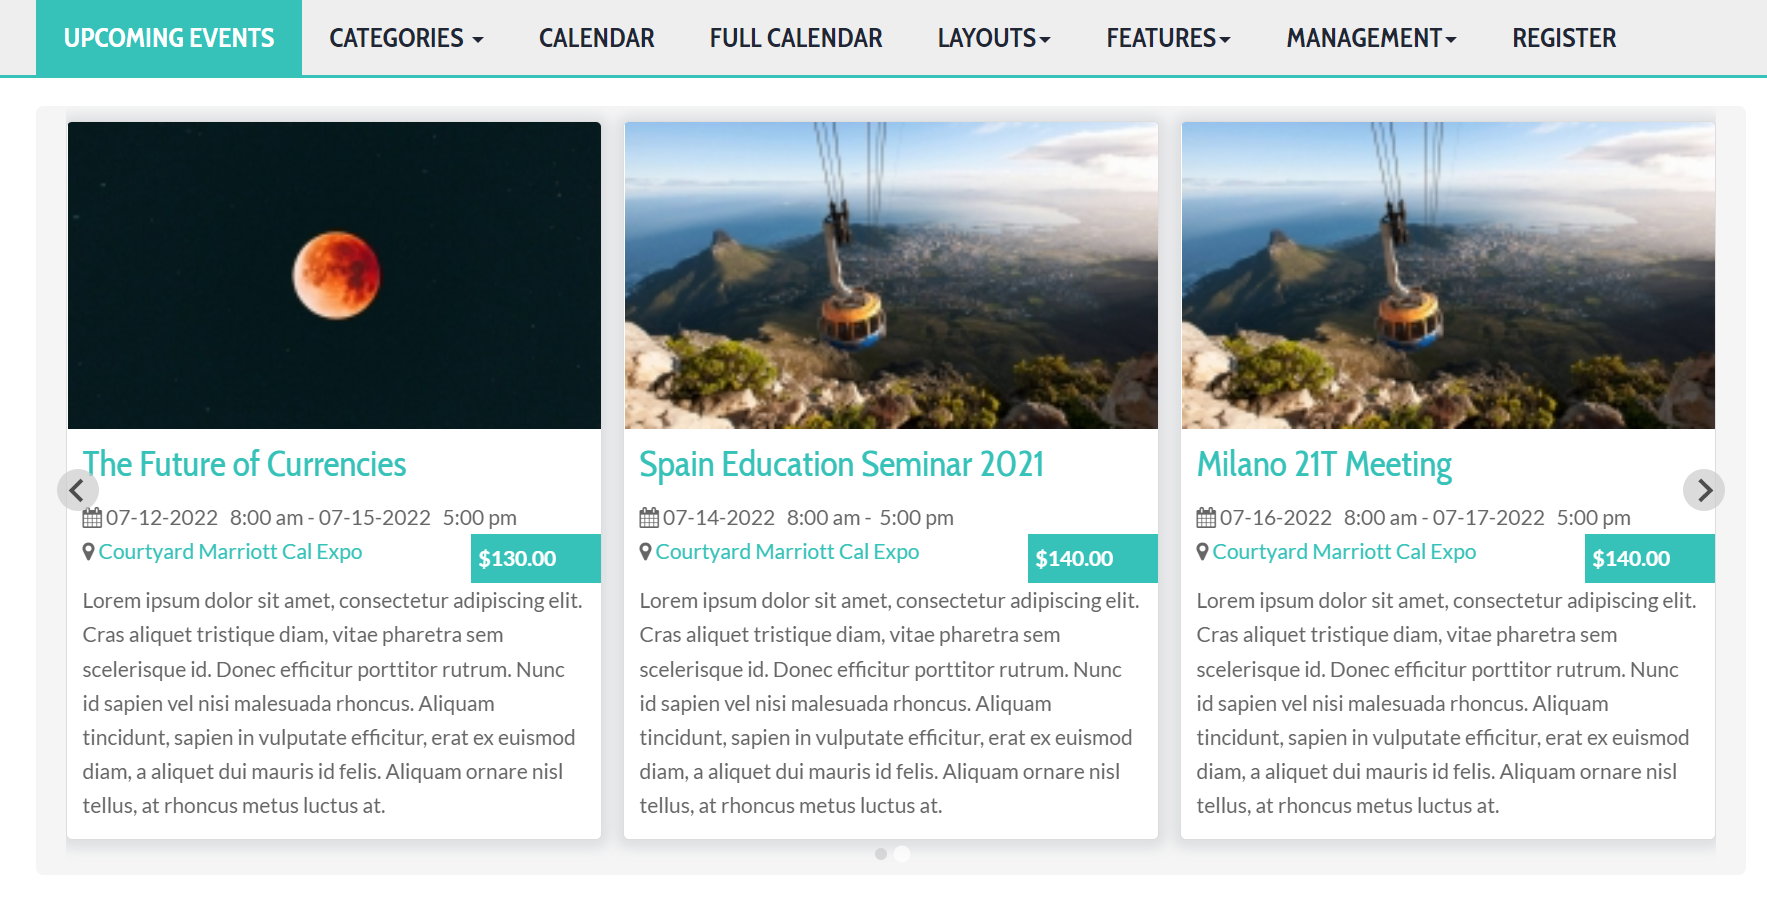 UPCOMING EVENTS CATEGORIES CALENDAR FULL CALENDAR LAYOUTS FEATURES MANAGEMENT REGISTER
The Future of Currencies
07-12-2022 8:00 am - 07-15-2022 5:00 pm
Courtyard Marriott Cal Expo
$130.00
Lorem ipsum dolor sit amet, consectetur adipiscing elit.
Cras aliquet tristique diam, vitae pharetra sem
scelerisque id. Donec efficitur porttitor rutrum. Nunc
id sapien vel nisi malesuada rhoncus. Aliquam
tincidunt, sapien in vulputate efficitur, erat ex euismod
diam, a aliquet dui mauris id felis. Aliquam ornare nisl
tellus, at rhoncus metus luctus at.
Spain Education Seminar 2021
07-14-2022 8:00 am - 5:00 pm
Courtyard Marriott Cal Expo
$140.00
Lorem ipsum dolor sit amet, consectetur adipiscing elit.
Cras aliquet tristique diam, vitae pharetra sem
scelerisque id. Donec efficitur porttitor rutrum. Nunc
id sapien vel nisi malesuada rhoncus. Aliquam
tincidunt, sapien in vulputate efficitur, erat ex euismod
diam, a aliquet dui mauris id felis. Aliquam ornare nisl
tellus, at rhoncus metus luctus at.
Milano 21T Meeting
07-16-2022 8:00 am - 07-17-2022 5:00 pm
Courtyard Marriott Cal Expo
$140.00
Lorem ipsum dolor sit amet, consectetur adipiscing elit.
Cras aliquet tristique diam, vitae pharetra sem
scelerisque id. Donec efficitur porttitor rutrum. Nunc
id sapien vel nisi malesuada rhoncus. Aliquam
tincidunt, sapien in vulputate efficitur, erat ex euismod
diam, a aliquet dui mauris id felis. Aliquam ornare nisl
tellus, at rhoncus metus luctus at.